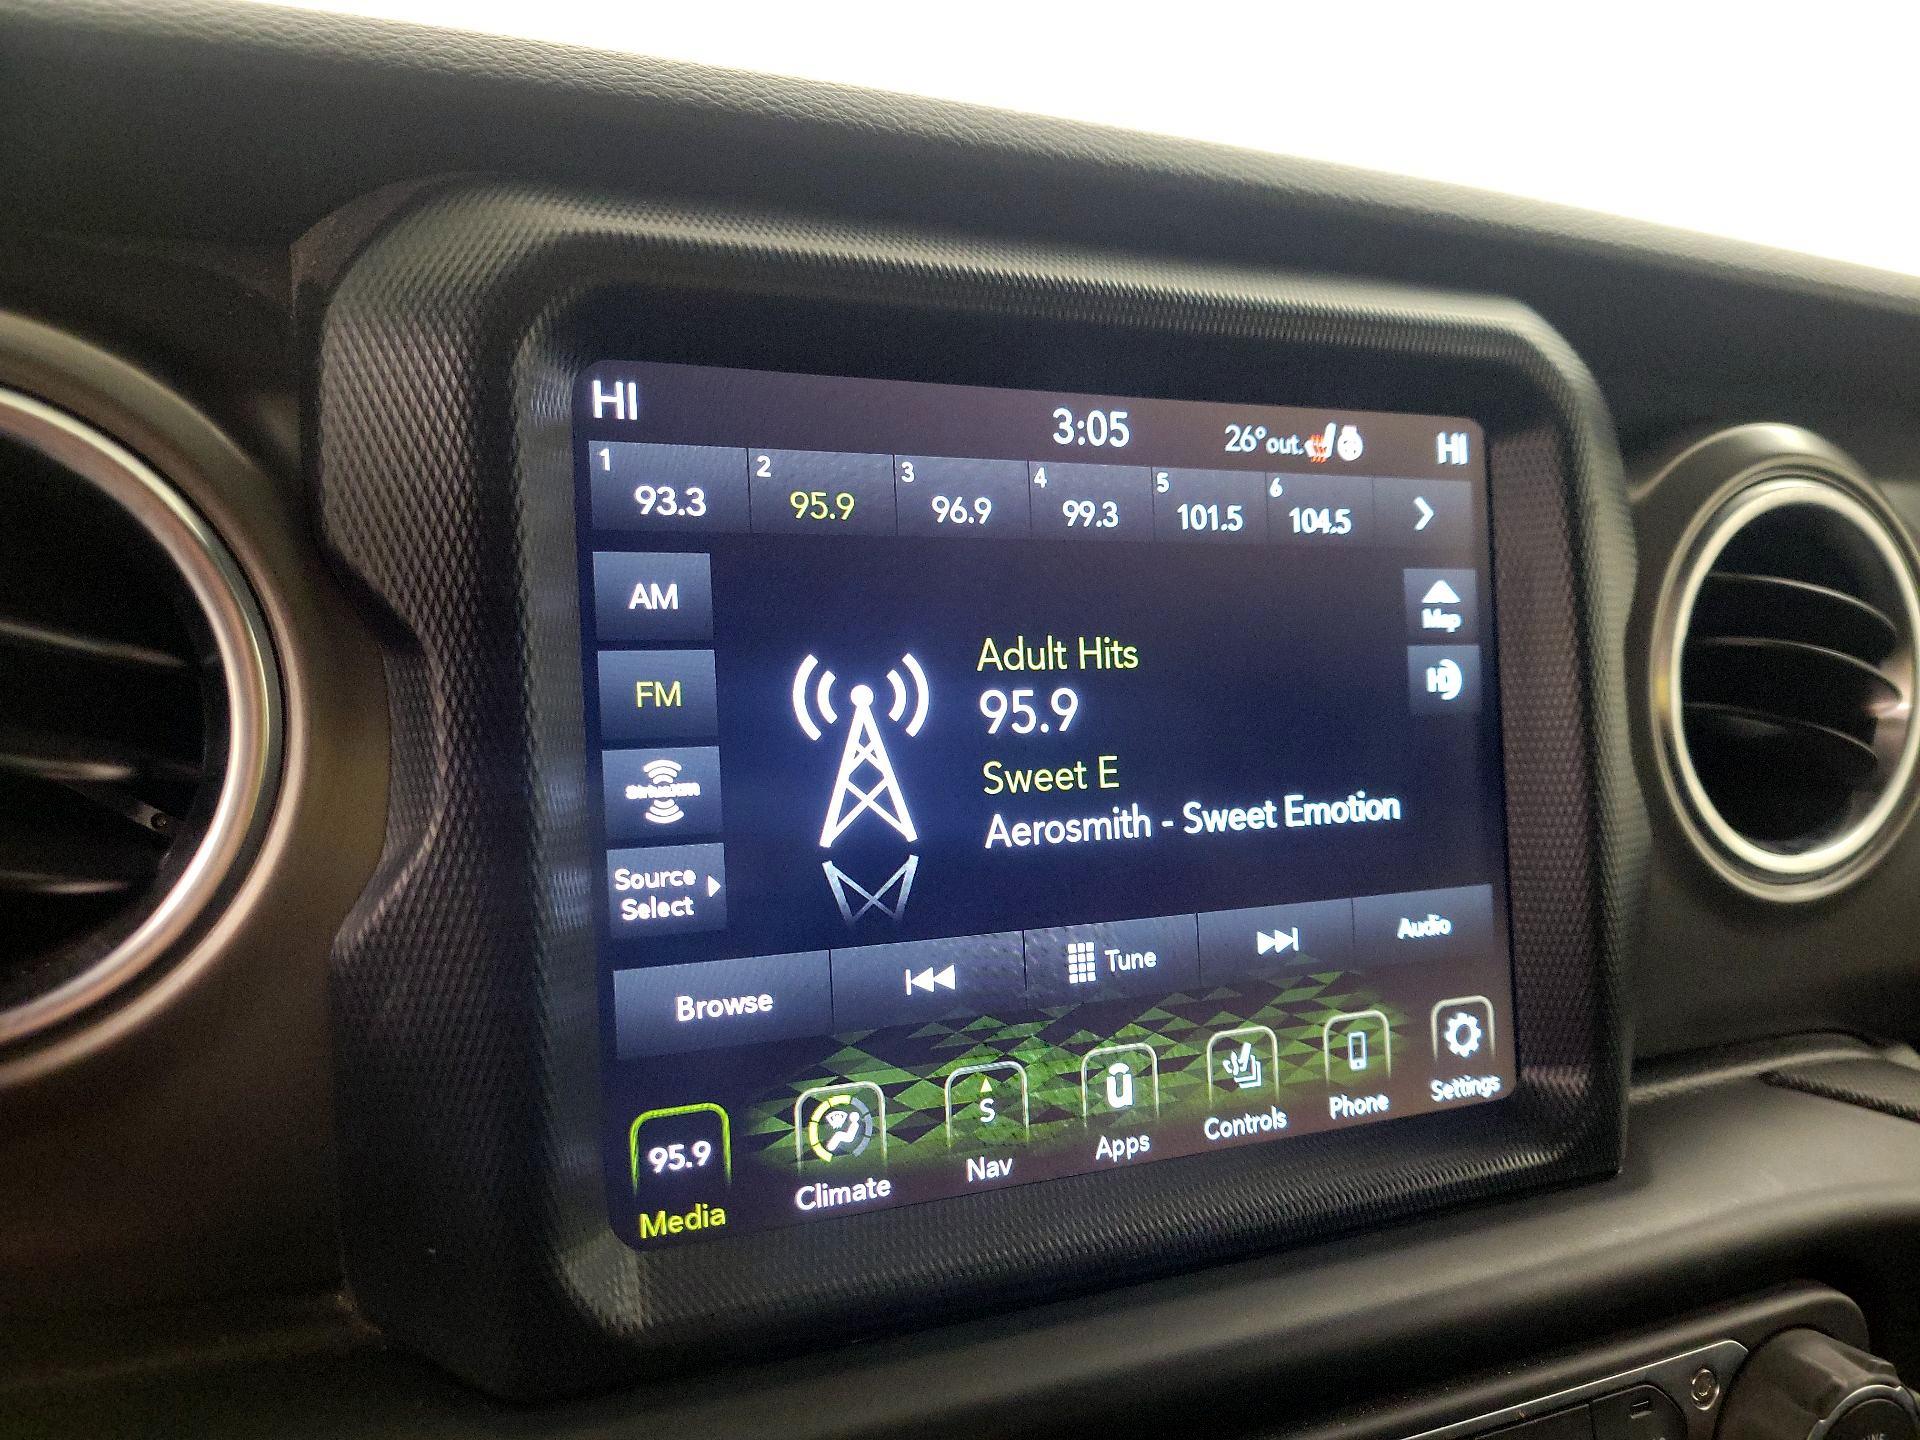 HI
3:05
26° out.
HI
1 93.3
2 95.9
3 96.9
4 99.3
5 101.5
6 104.5
AM
FM
SiriusXM
Source
Select
Adult Hits
95.9
Sweet E
Aerosmith - Sweet Emotion
Map
HD
Browse
Tune
Audio
95.9
Media
Climate
S
Nav
Apps
Controls
Phone
Settings